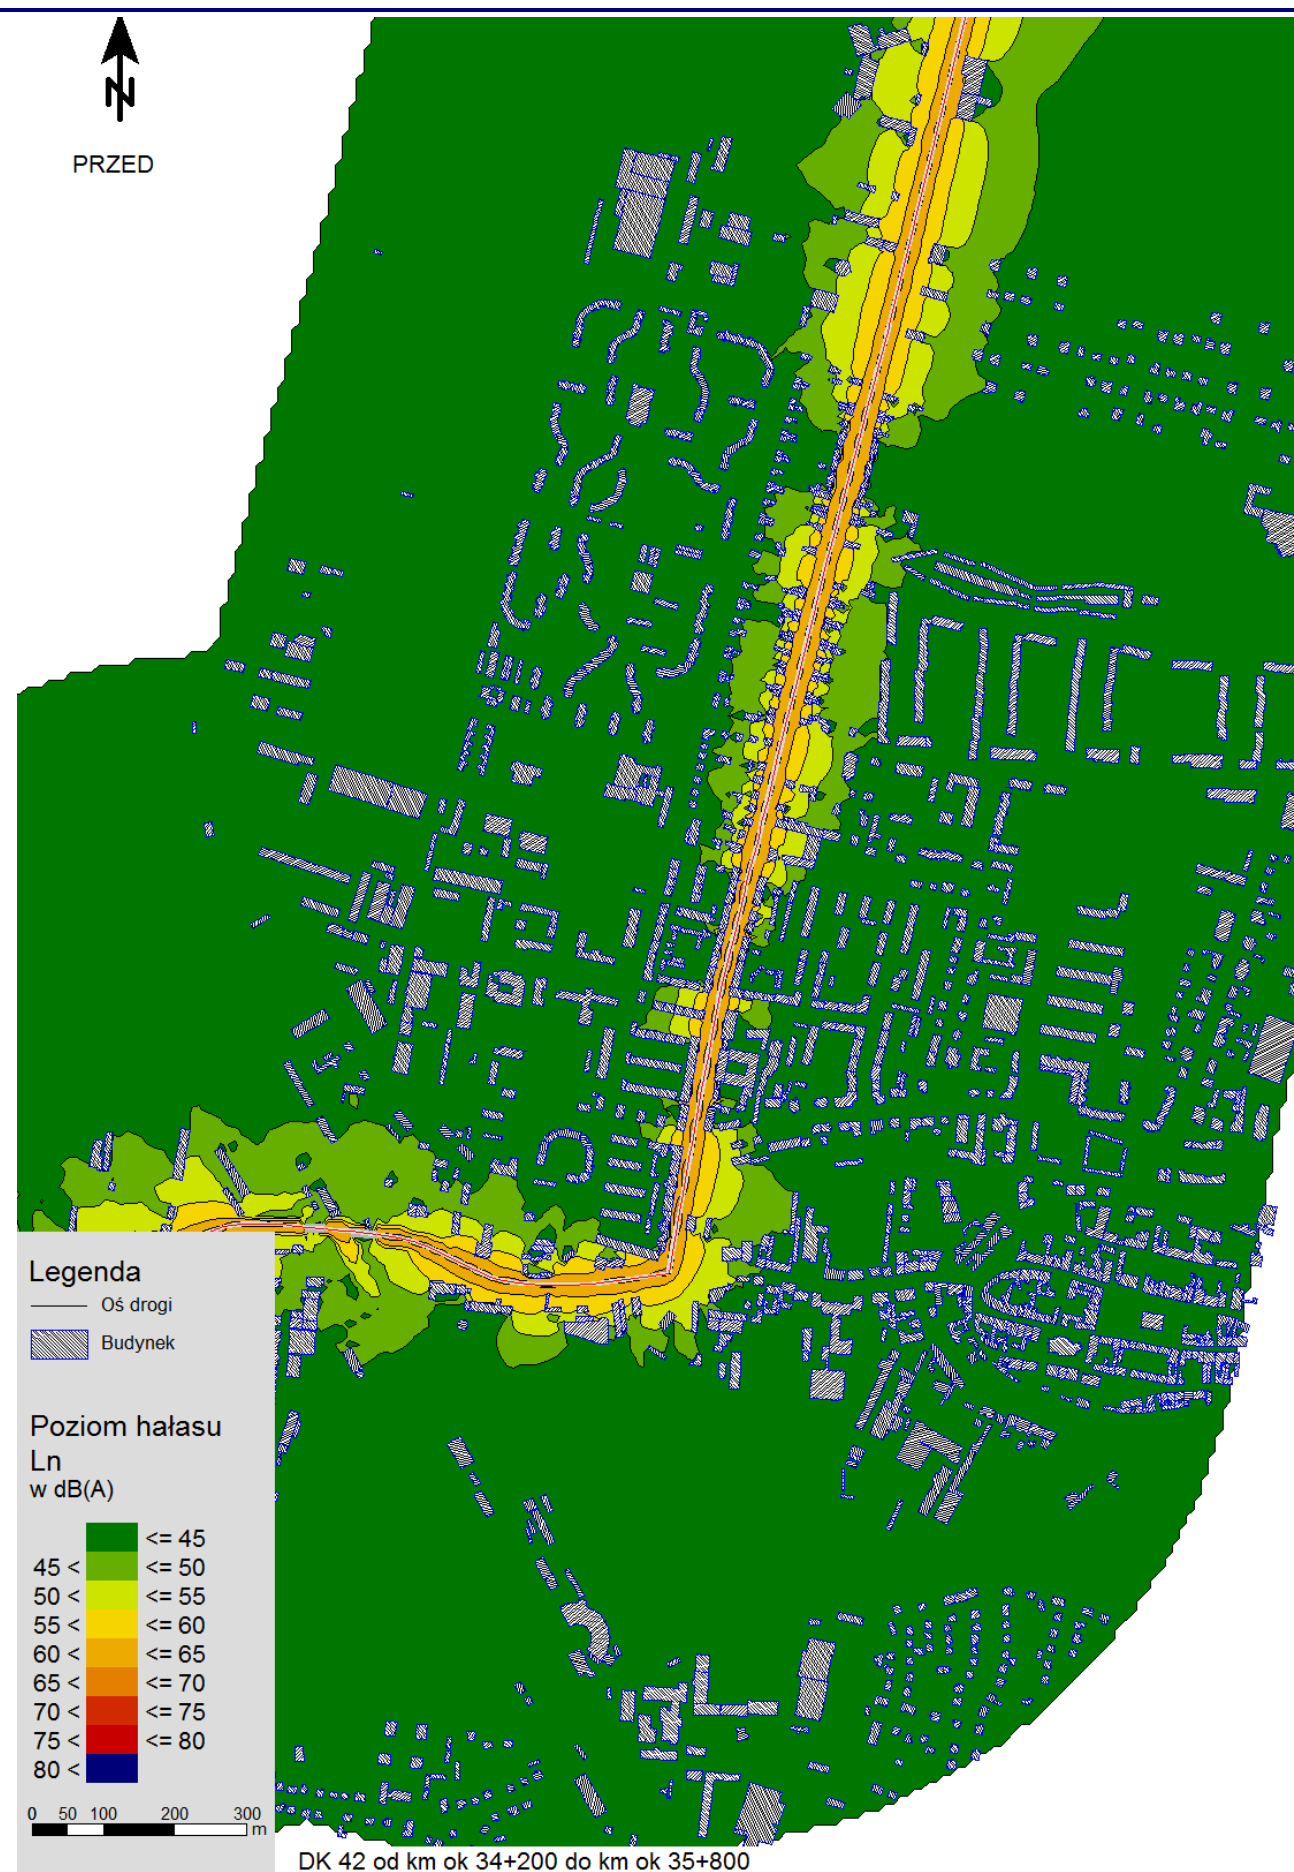 N
PRZED
Legenda
Oś drogi
Budynek
Poziom hałasu
Ln
w dB(A)
<= 45
45 < <= 50
50 < <= 55
55 < <= 60
60 < <= 65
65 < <= 70
70 < <= 75
75 < <= 80
80 <
0 50 100 200 300
m
DK 42 od km ok 34+200 do km ok 35+800